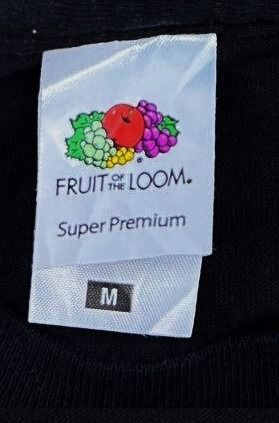 FRUIT OF THE LOOM.
Super Premium
M